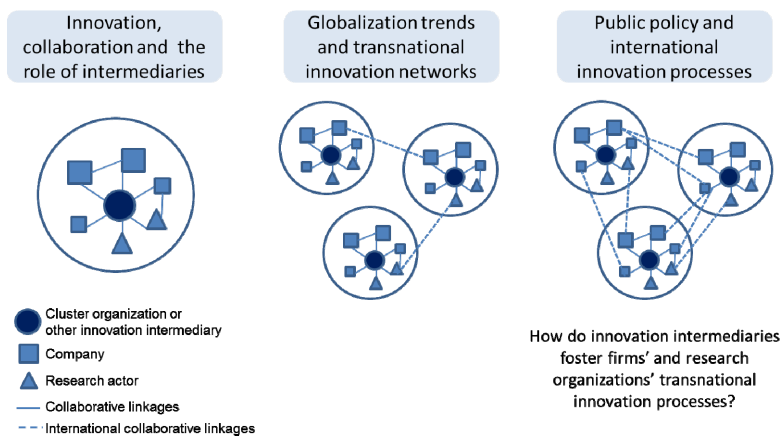 Innovation,
collaboration and the
role of intermediaries
Globalization trends
and transnational
innovation networks
Public policy and
international
innovation processes
Cluster organization or
other innovation intermediary
Company
Research actor
Collaborative linkages
International collaborative linkages
How do innovation intermediaries
foster firms' and research
organizations' transnational
innovation processes?